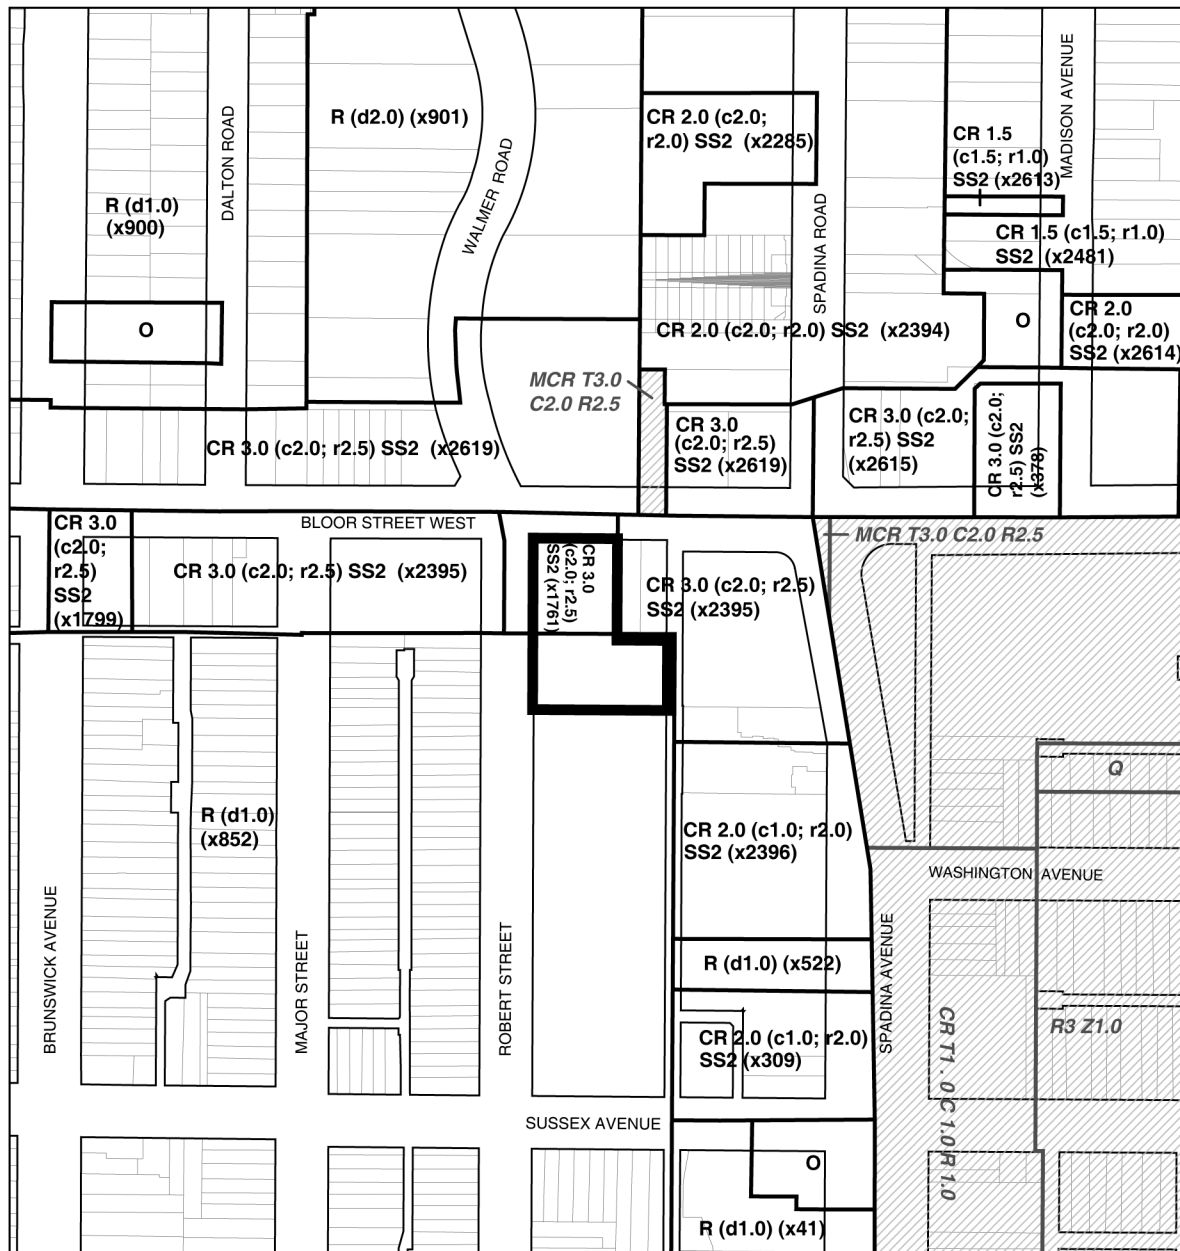 R (d2.0) (x901)
CR 2.0 (c2.0;
r2.0) SS2 (x2285)
MADISON AVENUE
CR 1.5
(c1.5; r1.0)
SS2 (x2613)
DALTON ROAD
WALMER ROAD
R (d1.0)
(x900)
SPADINA ROAD
CR 1.5 (c1.5; r1.0)
SS2 (x2481)
O
CR 2.0 (c2.0; r2.0) SS2 (x2394)
O
CR 2.0
(c2.0; r2.0)
SS2 (x2614)
MCR T3.0
C2.0 R2.5
CR 3.0 (c2.0; r2.5) SS2 (x2619)
CR 3.0
(c2.0; r2.5)
SS2 (x2619)
CR 3.0 (c2.0;
r2.5) SS2
(x2615)
CR 3.0 (c2.0;
r2.5) SS2
(x378)
BLOOR STREET WEST
MCR T3.0 C2.0 R2.5
CR 3.0
(c2.0;
r2.5)
SS2
(x1799)
CR 3.0 (c2.0; r2.5) SS2 (x2395)
CR 3.0
(c2.0; r2.5)
SS2 (x1761)
CR 3.0 (c2.0; r2.5)
SS2 (x2395)
Q
R (d1.0)
(x852)
CR 2.0 (c1.0; r2.0)
SS2 (x2396)
WASHINGTON AVENUE
BRUNSWICK AVENUE
MAJOR STREET
ROBERT STREET
SPADINA AVENUE
R (d1.0) (x522)
CR T1.0 C 1.0 R 1.0
R3 Z1.0
CR 2.0 (c1.0; r2.0)
SS2 (x309)
SUSSEX AVENUE
O
R (d1.0) (x41)